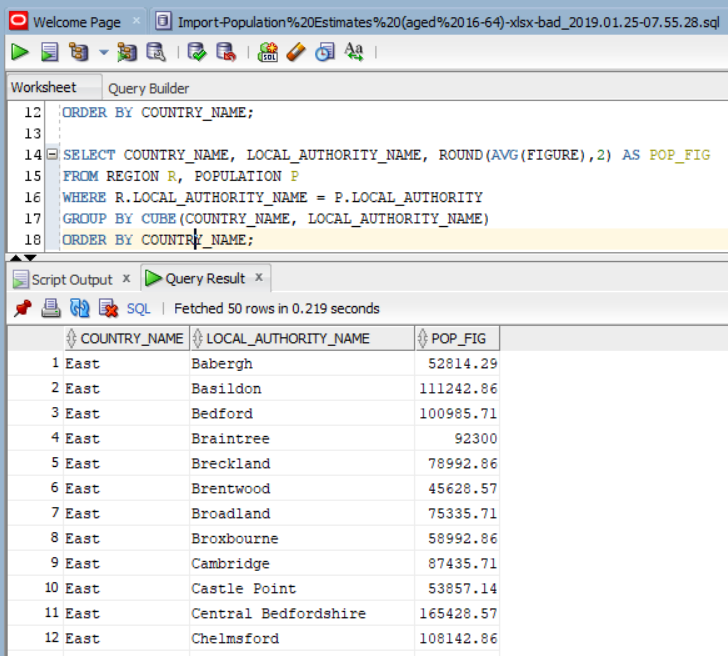 Welcome Page × Import-Population%20Estimates%20(aged%2016-64)-xlsx-bad_2019.01.25-07.55.28.sql
Worksheet Query Builder
12 ORDER BY COUNTRY_NAME;
13
14 SELECT COUNTRY_NAME, LOCAL_AUTHORITY_NAME, ROUND(AVG(FIGURE),2) AS POP_FIG
15 FROM REGION R, POPULATION P
16 WHERE R.LOCAL_AUTHORITY_NAME = P.LOCAL_AUTHORITY
17 GROUP BY CUBE(COUNTRY_NAME, LOCAL_AUTHORITY_NAME)
18 ORDER BY COUNTRY_NAME;
Script Output × Query Result ×
SQL | Fetched 50 rows in 0.219 seconds
COUNTRY_NAME LOCAL_AUTHORITY_NAME POP_FIG
1 East Babergh 52814.29
2 East Basildon 111242.86
3 East Bedford 100985.71
4 East Braintree 92300
5 East Breckland 78992.86
6 East Brentwood 45628.57
7 East Broadland 75335.71
8 East Broxbourne 58992.86
9 East Cambridge 87435.71
10 East Castle Point 53857.14
11 East Central Bedfordshire 165428.57
12 East Chelmsford 108142.86